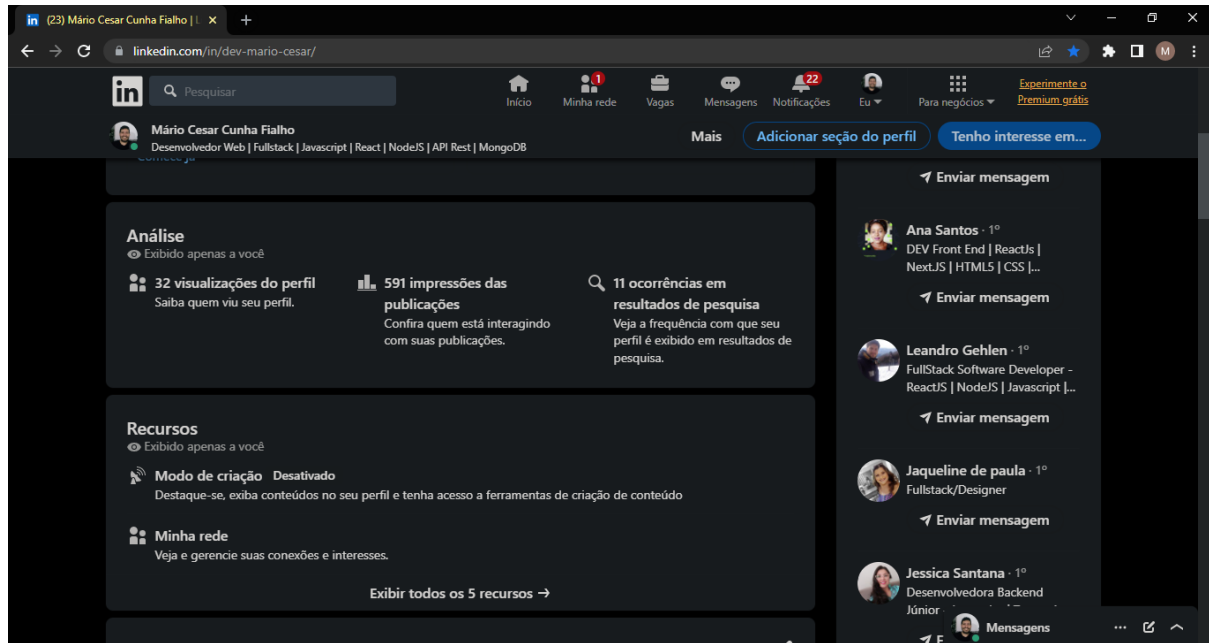 in (23) Mário Cesar Cunha Fialho | L
linkedin.com/in/dev-mario-cesar/
M
in
Pesquisar
Início
1
Minha rede
Vagas
Mensagens
22
Notificações
Eu
Para negócios
Experimente o
Premium grátis
Mário Cesar Cunha Fialho
Desenvolvedor Web | Fullstack | Javascript | React | NodeJS | API Rest | MongoDB
Mais
Adicionar seção do perfil
Tenho interesse em...
Comece já
Análise
Exibido apenas a você
32 visualizações do perfil
Saiba quem viu seu perfil.
591 impressões das
publicações
Confira quem está interagindo
com suas publicações.
11 ocorrências em
resultados de pesquisa
Veja a frequência com que seu
perfil é exibido em resultados de
pesquisa.
Recursos
Exibido apenas a você
Modo de criação Desativado
Destaque-se, exiba conteúdos no seu perfil e tenha acesso a ferramentas de criação de conteúdo
Minha rede
Veja e gerencie suas conexões e interesses.
Exibir todos os 5 recursos →
Enviar mensagem
Ana Santos · 1º
DEV Front End | ReactJs |
NextJS | HTML5 | CSS |...
Enviar mensagem
Leandro Gehlen · 1º
FullStack Software Developer -
ReactJS | NodeJS | Javascript |...
Enviar mensagem
Jaqueline de paula · 1º
Fullstack/Designer
Enviar mensagem
Jessica Santana · 1º
Desenvolvedora Backend
Júnior
Mensagens